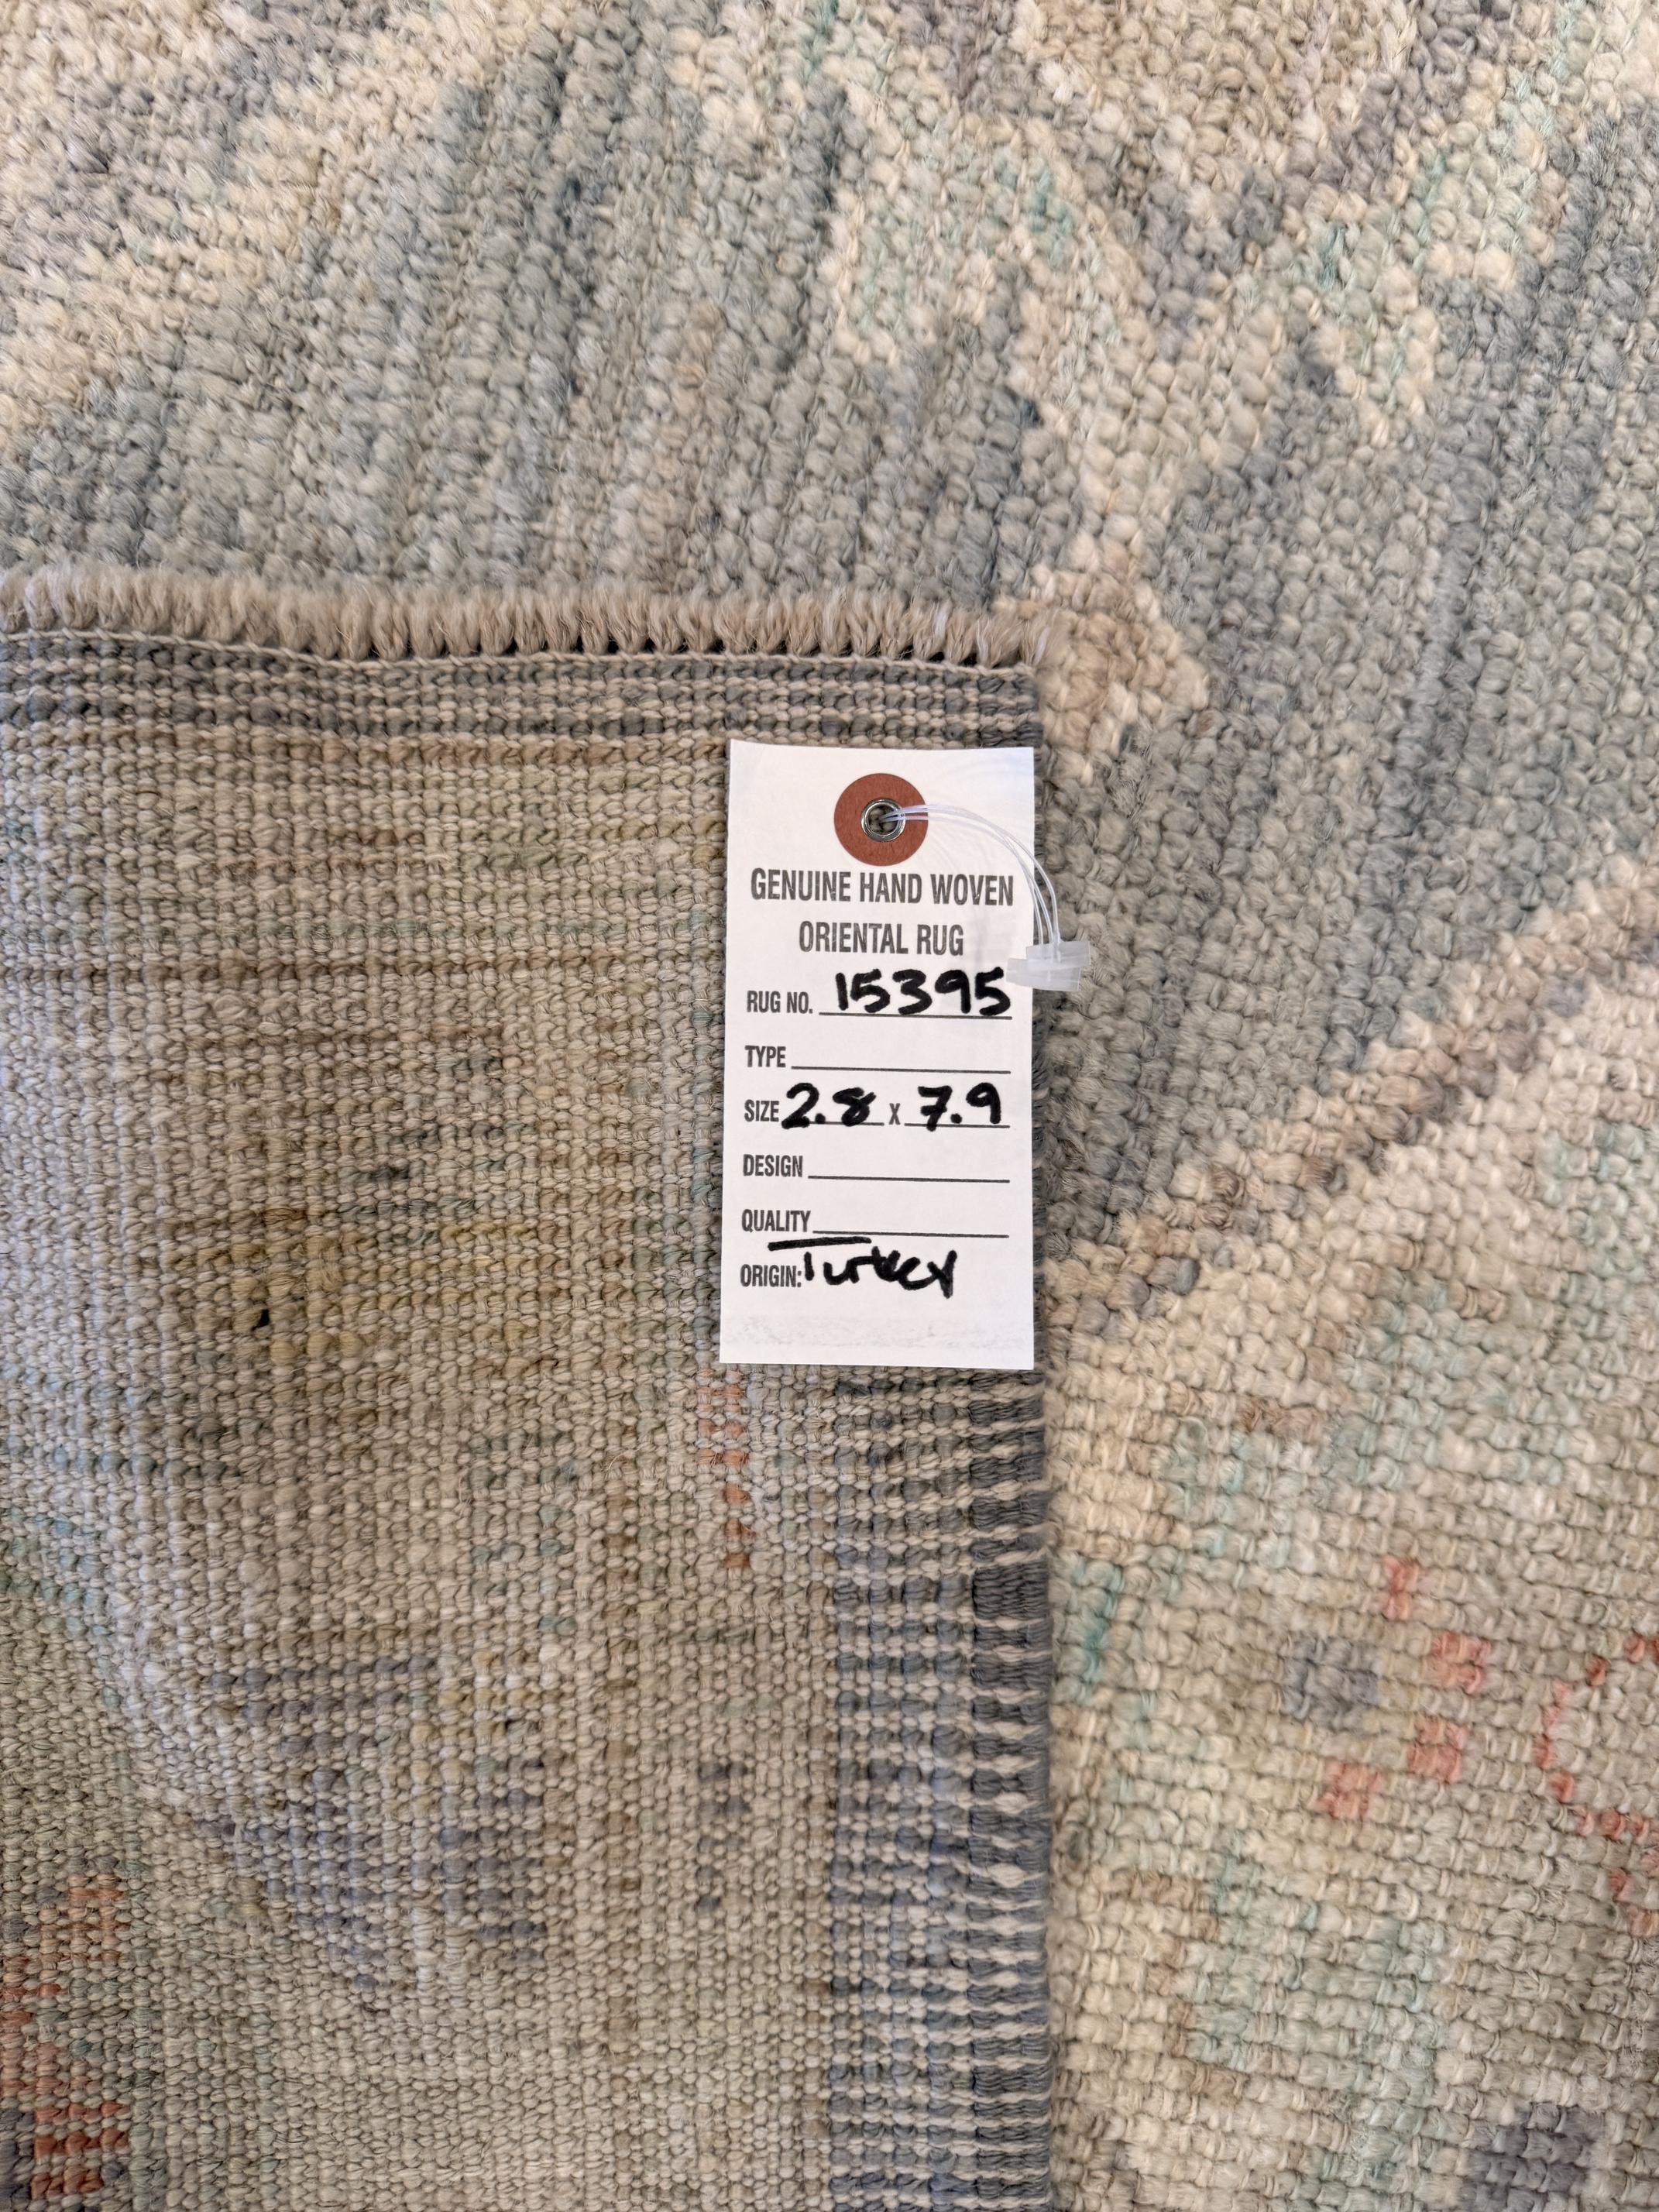 GENUINE HAND WOVEN
ORIENTAL RUG
RUG NO. 15395
TYPE
SIZE 2.8 X 7.9
DESIGN
QUALITY
ORIGIN: Turkey